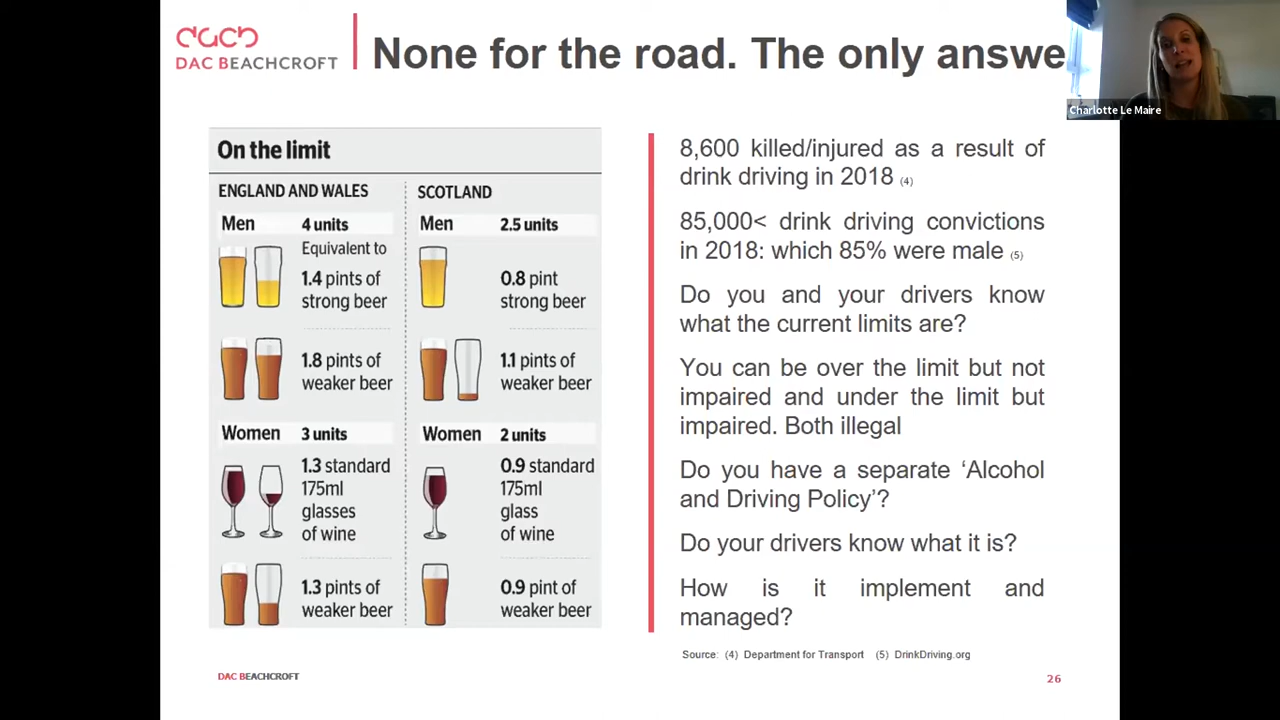 DAC BEACHCROFT
None for the road. The only answe
Charlotte Le Maire
On the limit
ENGLAND AND WALES
Men 4 units
Equivalent to
1.4 pints of
strong beer
1.8 pints of
weaker beer
Women 3 units
1.3 standard
175ml
glasses
of wine
1.3 pints of
weaker beer
SCOTLAND
Men 2.5 units
0.8 pint
strong beer
1.1 pints of
weaker beer
Women 2 units
0.9 standard
175ml
glass
of wine
0.9 pint of
weaker beer
8,600 killed/injured as a result of
drink driving in 2018 (4)
85,000< drink driving convictions
in 2018: which 85% were male (5)
Do you and your drivers know
what the current limits are?
You can be over the limit but not
impaired and under the limit but
impaired. Both illegal
Do you have a separate ‘Alcohol
and Driving Policy’?
Do your drivers know what it is?
How is it implement and
managed?
Source: (4) Department for Transport (5) DrinkDriving.org
DAC BEACHCROFT
26